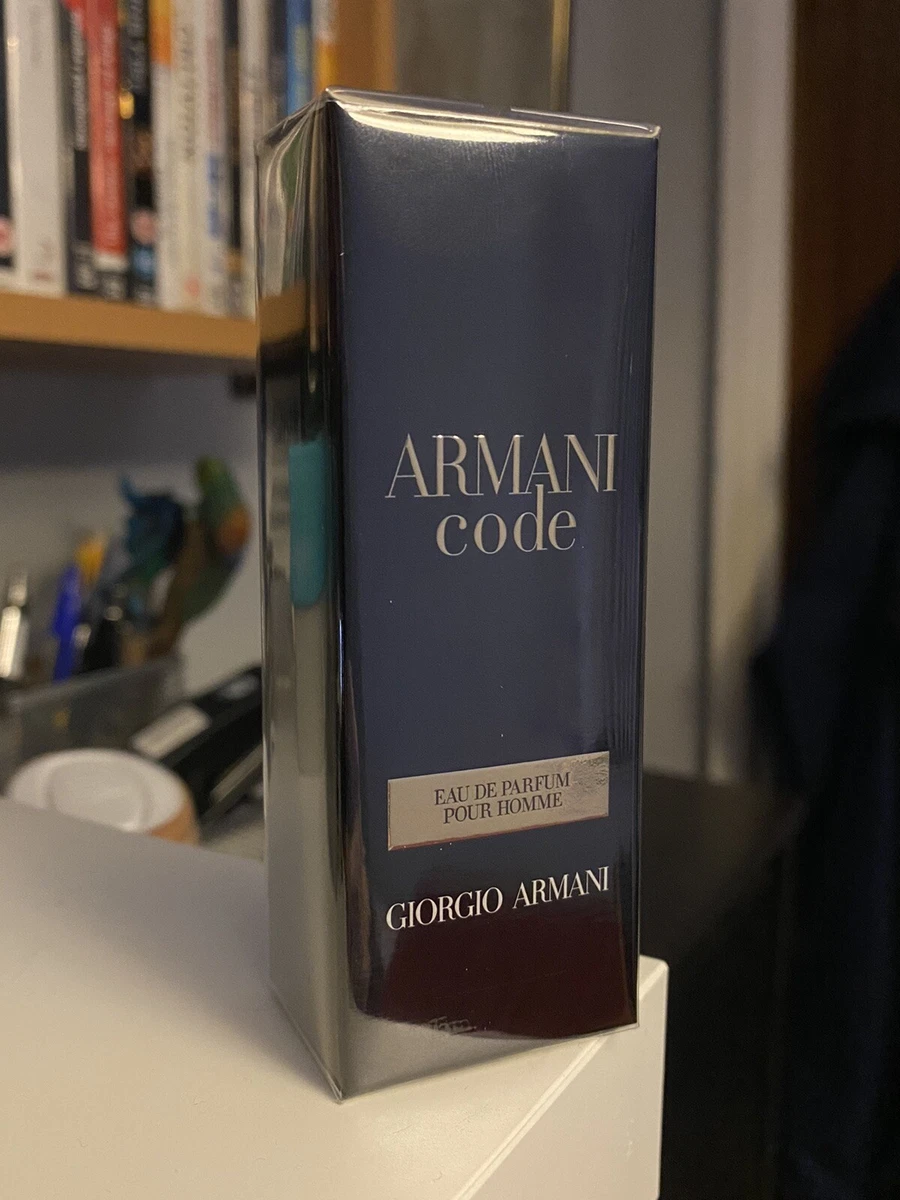 ARMANI
code
EAU DE PARFUM
POUR HOMME
GIORGIO ARMANI